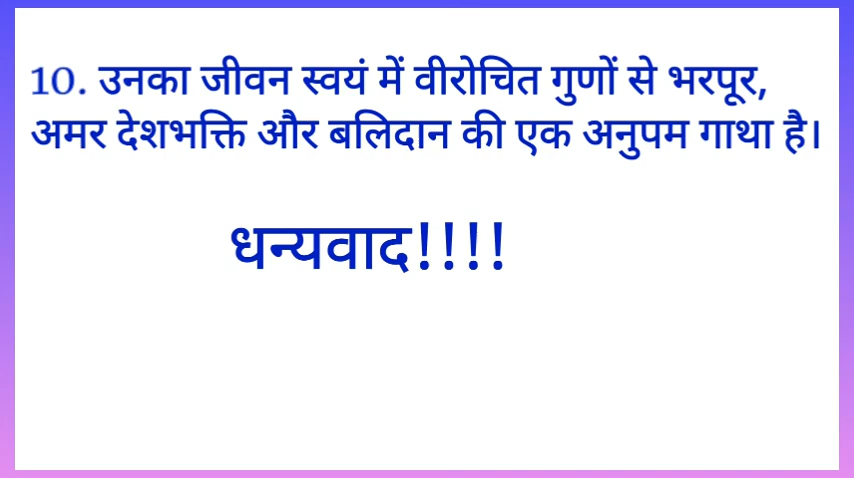 10. उनका जीवन स्वयं में वीरोचित गुणों से भरपूर,
अमर देशभक्ति और बलिदान की एक अनुपम गाथा है।
धन्यवाद!!!!